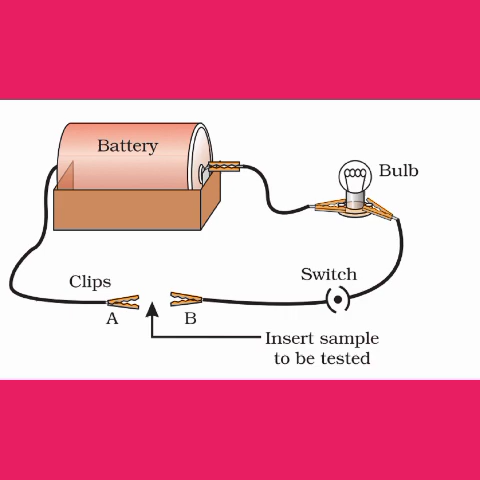 Battery
Bulb
Clips
Switch
A
B
Insert sample
to be tested